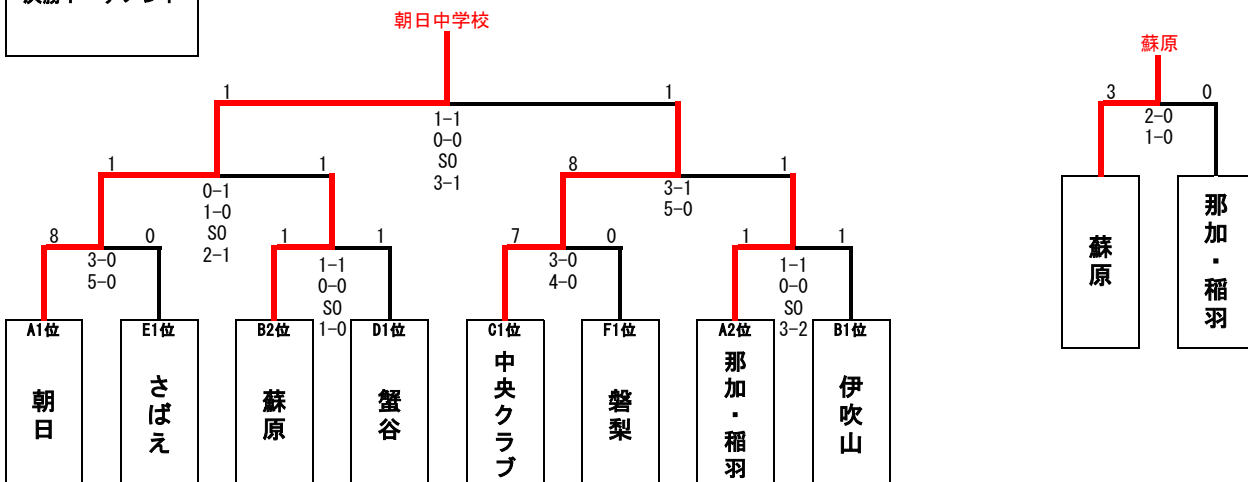 朝日中学校
蘇原
1
1
1-1
0-0
SO
3-1
3
0
2-0
1-0
1
1
0-1
1-0
SO
2-1
8
1
3-1
5-0
8
0
3-0
5-0
1
1
1-1
0-0
SO
1-0
7
0
3-0
4-0
1
1
1-1
0-0
SO
3-2
A1位
朝日
E1位
さばえ
B2位
蘇原
D1位
蟹谷
C1位
中央クラブ
F1位
磐梨
A2位
那加・稲羽
B1位
伊吹山
蘇原
那加・稲羽